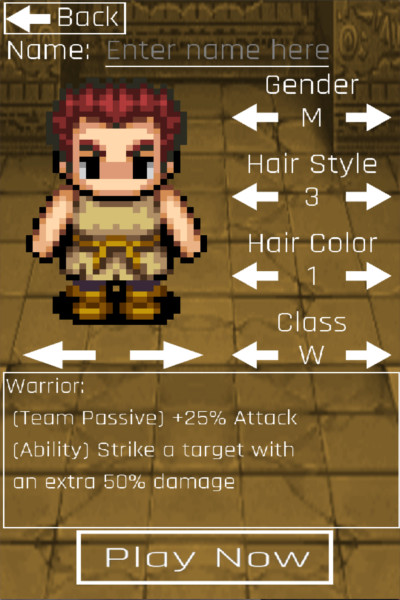 Back
Name: Enter name here
Gender
M
Hair Style
3
Hair Color
1
Class
W
Warrior:
(Team Passive) +25% Attack
(Ability) Strike a target with
an extra 50% damage
Play Now